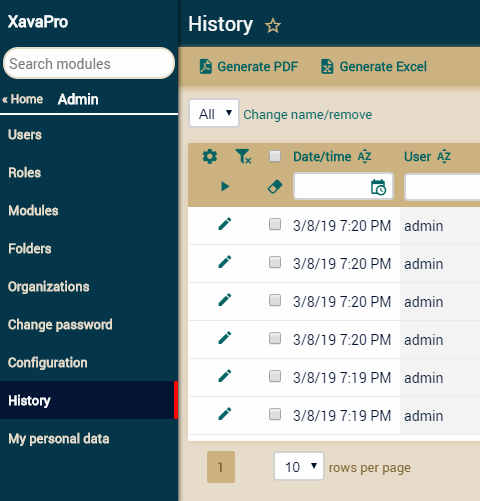 XavaPro
Search modules
« Home Admin
Users
Roles
Modules
Folders
Organizations
Change password
Configuration
History
My personal data
History
Generate PDF Generate Excel
All Change name/remove
Date/time AZ User AZ
3/8/19 7:20 PM admin
3/8/19 7:20 PM admin
3/8/19 7:20 PM admin
3/8/19 7:20 PM admin
3/8/19 7:19 PM admin
3/8/19 7:19 PM admin
1 10 rows per page